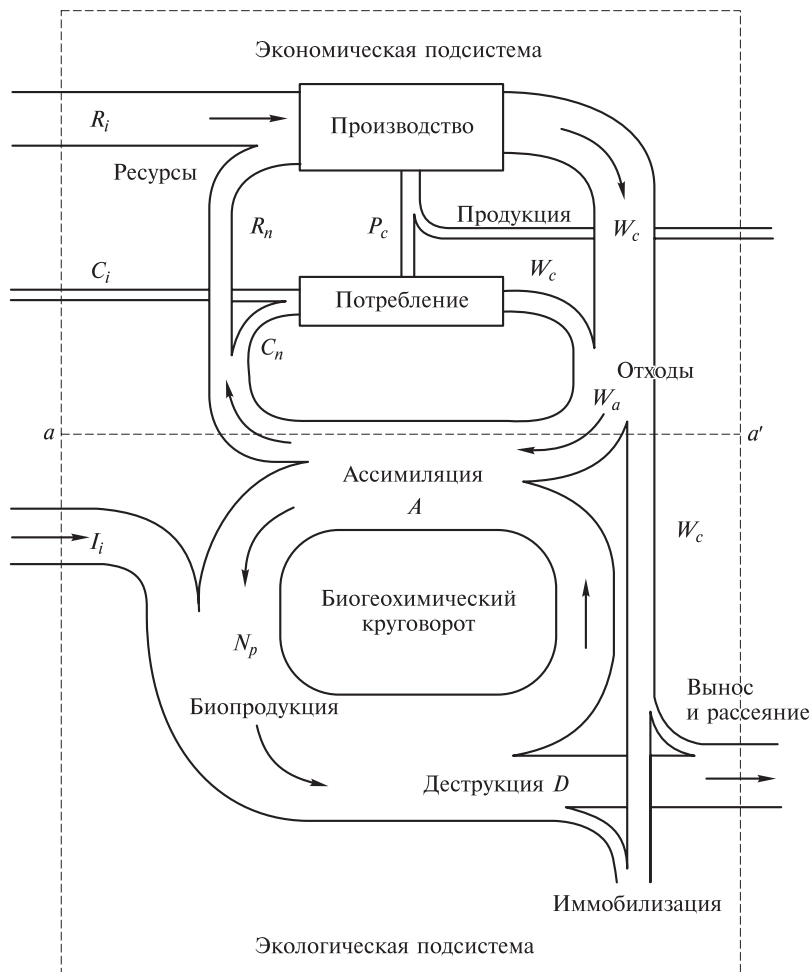 Экономическая подсистема
R_i
Производство
Ресурсы
R_n
P_c
Продукция
W_c
C_i
W_c
Потребление
C_n
Отходы
W_a
a
a′
Ассимиляция
A
I_i
W_c
Биогеохимический
круговорот
N_p
Биопродукция
Вынос
и рассеяние
Деструкция D
Иммобилизация
Экологическая подсистема